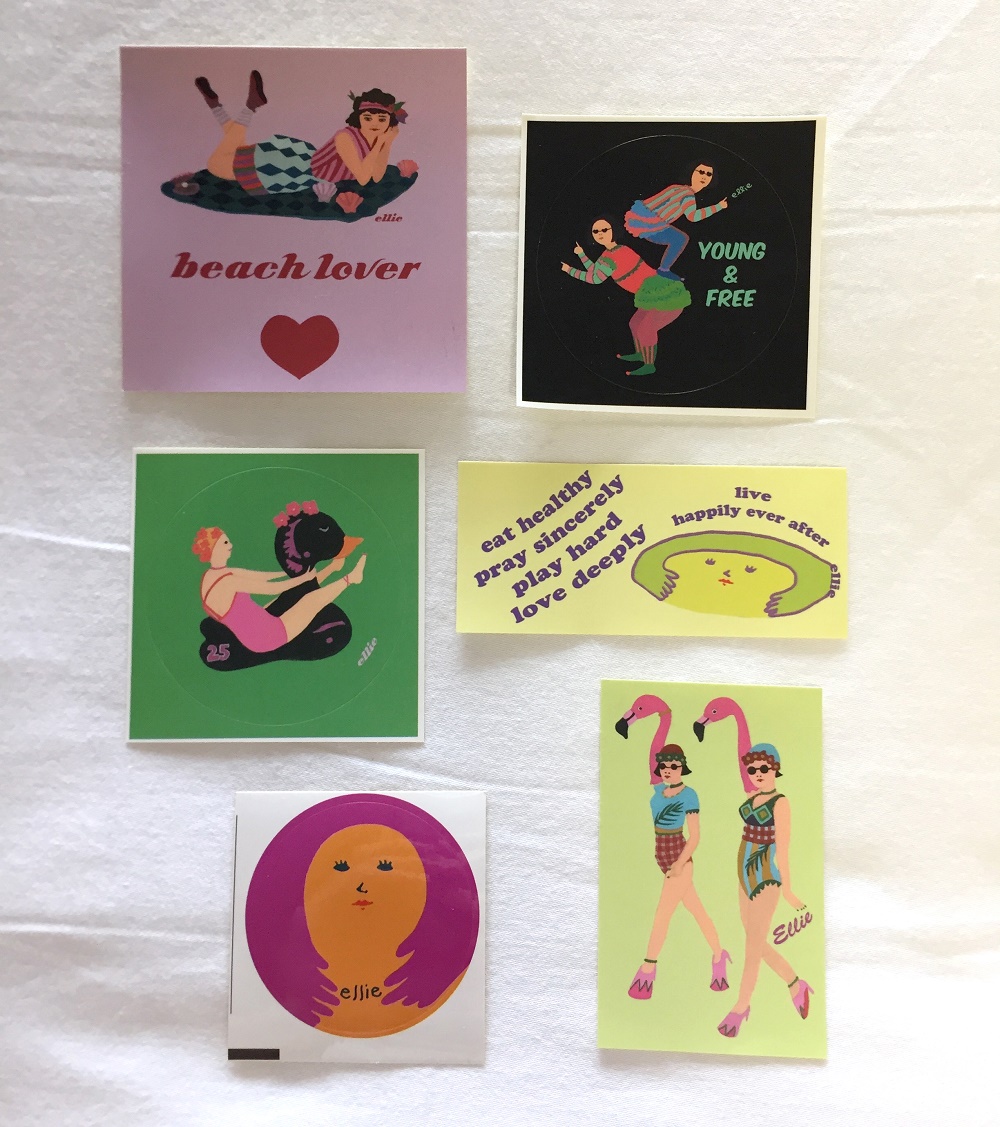 ellie
beach lover
ellie
YOUNG
&
FREE
25
ellie
eat healthy
pray sincerely
play hard
love deeply
live
happily ever after
ellie
ellie
Ellie